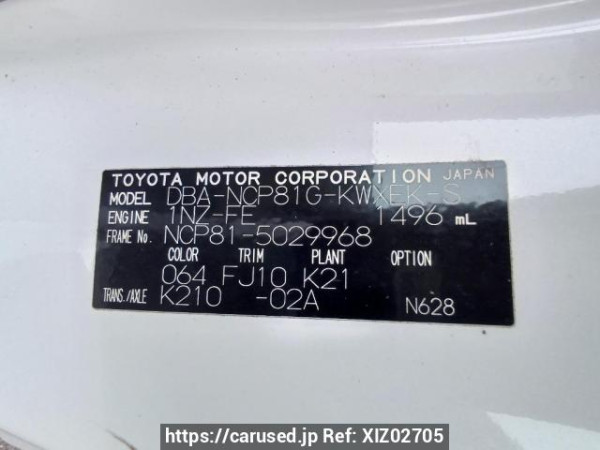 TOYOTA MOTOR CORPORATION JAPAN
MODEL DBA-NCP81G-KWXEK-S
ENGINE 1NZ-FE 1496 mL
FRAME No. NCP81-5029968
COLOR TRIM PLANT OPTION
064 FJ10 K21
TRANS./AXLE K210 -02A N628
https://carused.jp Ref: XIZ02705